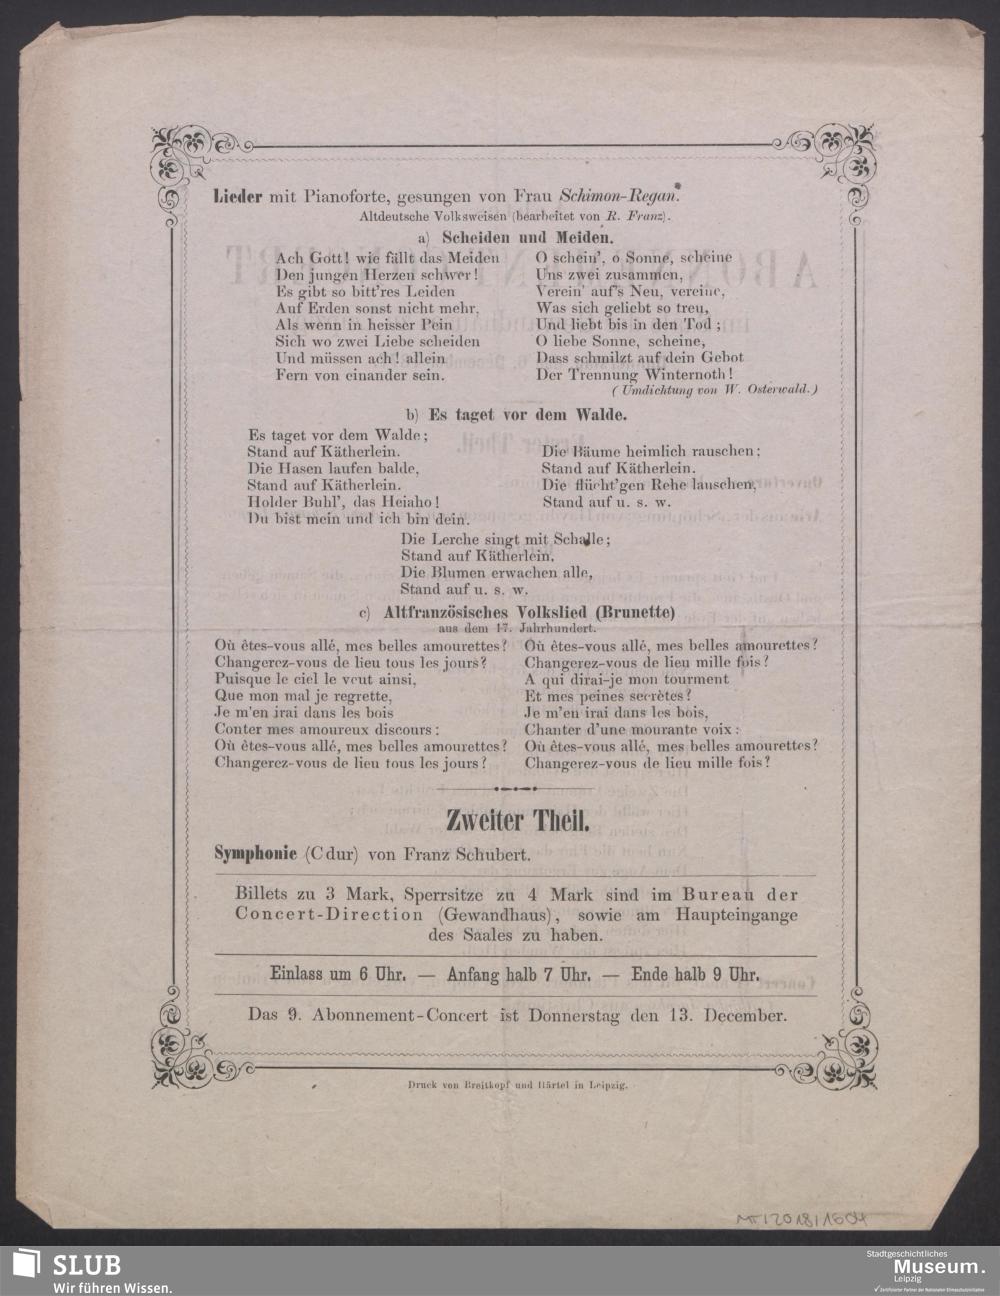 Lieder mit Pianoforte, gesungen von Frau Schimon-Regan.
Altdeutsche Volksweisen (bearbeitet von R. Franz).
a) Scheiden und Meiden.
Ach Gott! wie fällt das Meiden
Den jungen Herzen schwer!
Es gibt so bitt'res Leiden
Auf Erden sonst nicht mehr,
Als wenn in heisser Pein
Sich wo zwei Liebe scheiden
Und müssen ach! allein
Fern von einander sein.
O schein', o Sonne, scheine
Uns zwei zusammen,
Verein' auf's Neu, vereine,
Was sich geliebt so treu,
Und liebt bis in den Tod;
O liebe Sonne, scheine,
Dass schmilzt auf dein Gebot
Der Trennung Winternoth!
(Umdichtung von W. Osterwald.)
b) Es taget vor dem Walde.
Es taget vor dem Walde;
Stand auf Kätherlein.
Die Hasen laufen balde,
Stand auf Kätherlein.
Holder Buhl', das Heiaho!
Du bist mein und ich bin dein.
Die Bäume heimlich rauschen;
Stand auf Kätherlein.
Die flücht'gen Rehe lauschen,
Stand auf u. s. w.
Die Lerche singt mit Schalle;
Stand auf Kätherlein,
Die Blumen erwachen alle,
Stand auf u. s. w.
c) Altfranzösisches Volkslied (Brunette)
aus dem 17. Jahrhundert.
Où êtes-vous allé, mes belles amourettes?
Changerez-vous de lieu tous les jours?
Puisque le ciel le veut ainsi,
Que mon mal je regrette,
Je m'en irai dans les bois
Conter mes amoureux discours:
Où êtes-vous allé, mes belles amourettes?
Changerez-vous de lieu tous les jours?
Où êtes-vous allé, mes belles amourettes?
Changerez-vous de lieu mille fois?
A qui dirai-je mon tourment
Et mes peines secrètes?
Je m'en irai dans les bois,
Chanter d'une mourante voix:
Où êtes-vous allé, mes belles amourettes?
Changerez-vous de lieu mille fois?
Zweiter Theil.
Symphonie (C dur) von Franz Schubert.
Billets zu 3 Mark, Sperrsitze zu 4 Mark sind im Bureau der
Concert-Direction (Gewandhaus), sowie am Haupteingange
des Saales zu haben.
Einlass um 6 Uhr. — Anfang halb 7 Uhr. — Ende halb 9 Uhr.
Das 9. Abonnement-Concert ist Donnerstag den 13. December.
Druck von Breitkopf und Härtel in Leipzig.
MT/2018/1604
SLUB
Wir führen Wissen.
Stadtgeschichtliches
Museum.
Leipzig
Zertifizierter Partner der Nationalen Klimaschutzinitiative